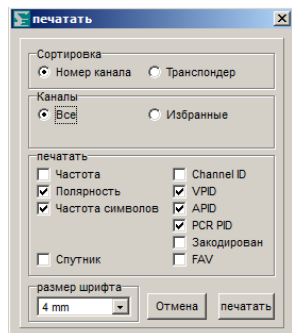 печатать
Сортировка
Номер канала Транспондер
Каналы
Все Избранные
печатать
Частота Channel ID
Полярность VPID
Частота символов APID
PCR PID
Закодирован
Спутник FAV
размер шрифта
4 mm Отмена печатать